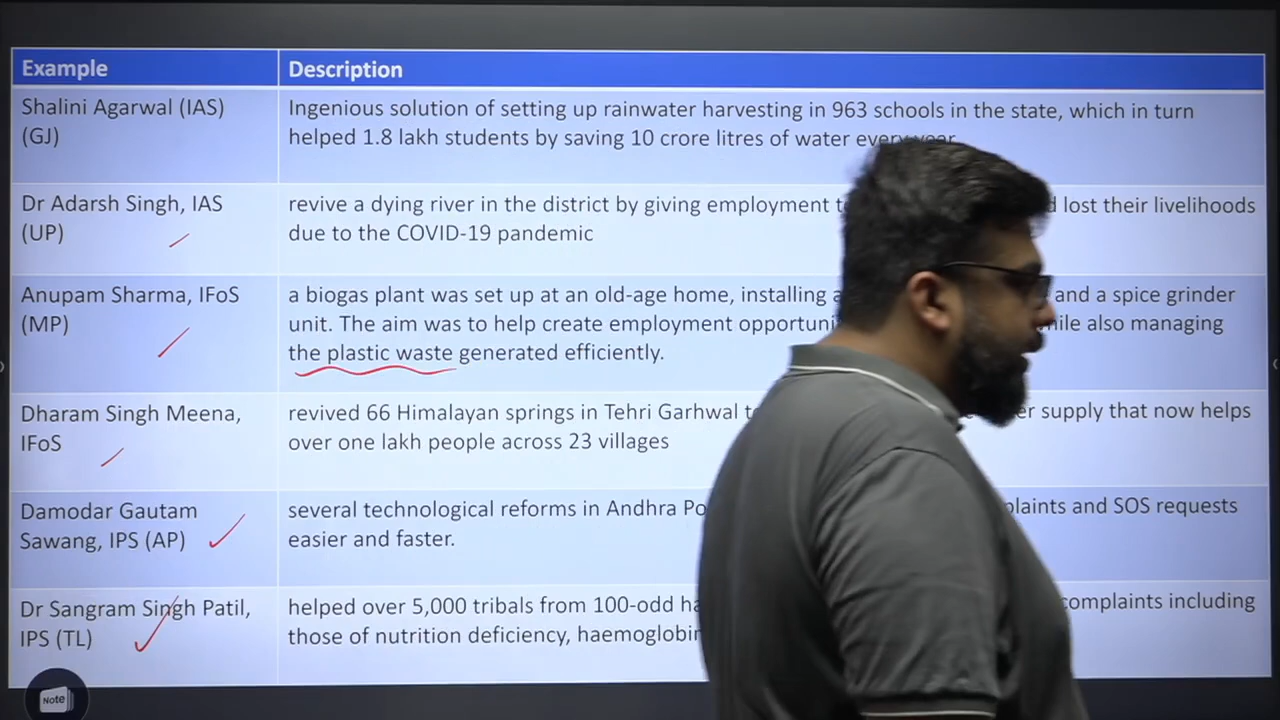 Example
Description
Shalini Agarwal (IAS)
(GJ)
Ingenious solution of setting up rainwater harvesting in 963 schools in the state, which in turn
helped 1.8 lakh students by saving 10 crore litres of water every year
Dr Adarsh Singh, IAS
(UP)
revive a dying river in the district by giving employment lost their livelihoods
due to the COVID-19 pandemic
Anupam Sharma, IFoS
(MP)
a biogas plant was set up at an old-age home, installing and a spice grinder
unit. The aim was to help create employment while also managing
the plastic waste generated efficiently.
Dharam Singh Meena,
IFoS
revived 66 Himalayan springs in Tehri Garhwal supply that now helps
over one lakh people across 23 villages
Damodar Gautam
Sawang, IPS (AP)
several technological reforms in Andhra and SOS requests
easier and faster.
Dr Sangram Singh Patil,
IPS (TL)
helped over 5,000 tribals from 100-odd complaints including
those of nutrition deficiency,
Note